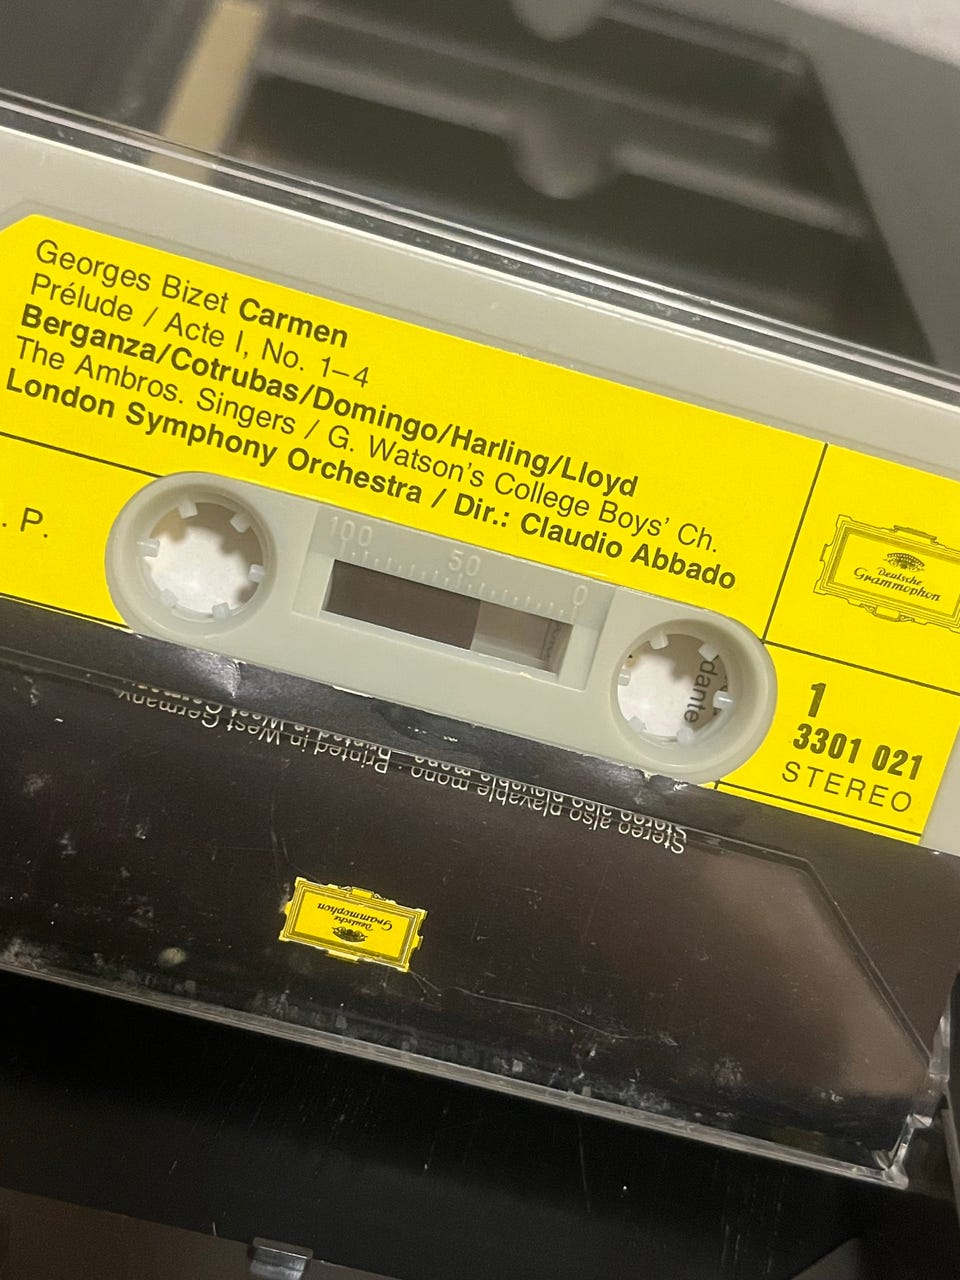 Georges Bizet Carmen
Prélude / Acte I, No. 1–4
Berganza/Cotrubas/Domingo/Harling/Lloyd
The Ambros. Singers / G. Watson's College Boys' Ch.
London Symphony Orchestra / Dir.: Claudio Abbado
. P.
100 50 0
Deutsche
Grammophon
dante
1
3301 021
STEREO
Printed in West Germany
Stereo also playable mono
Deutsche
Grammophon